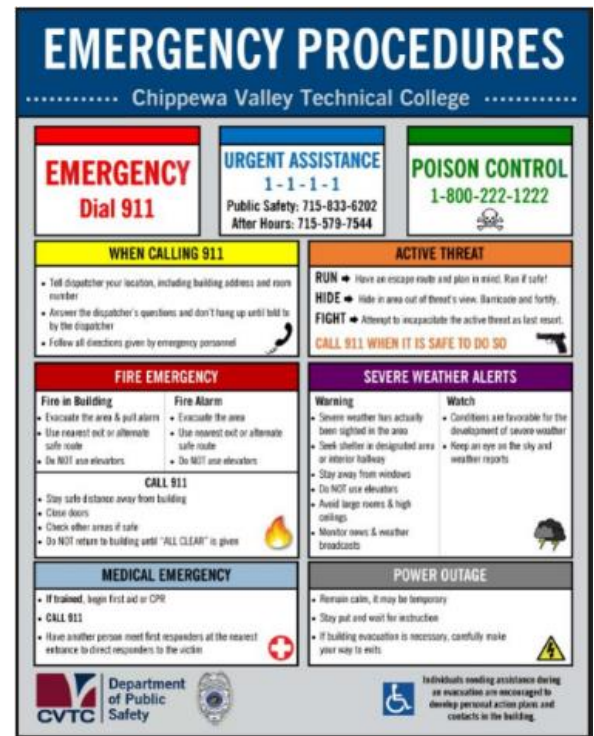 EMERGENCY PROCEDURES
Chippewa Valley Technical College
EMERGENCY
Dial 911
URGENT ASSISTANCE
1-1-1-1
Public Safety: 715-833-6202
After Hours: 715-579-7544
POISON CONTROL
1-800-222-1222
WHEN CALLING 911
• Tell dispatcher your location, including building address and room
number
• Answer the dispatcher's questions and don't hang up until told to
by the dispatcher
• Follow all directions given by emergency personnel
ACTIVE THREAT
RUN ➡ Have an escape route and plan in mind. Run if safe!
HIDE ➡ Hide in area out of threat's view. Barricade and fortify.
FIGHT ➡ Attempt to incapacitate the active threat as last resort.
CALL 911 WHEN IT IS SAFE TO DO SO
FIRE EMERGENCY
Fire in Building
• Evacuate the area & pull alarm
• Use nearest exit or alternate
safe route
• Do NOT use elevators
Fire Alarm
• Evacuate the area
• Use nearest exit or alternate
safe route
• Do NOT use elevators
CALL 911
• Stay safe distance away from building
• Close doors
• Check other areas if safe
• Do NOT return to building until "ALL CLEAR" is given
SEVERE WEATHER ALERTS
Warning
• Severe weather has actually
been sighted in the area
• Seek shelter in designated area
or interior hallway
• Stay away from windows
• Do NOT use elevators
• Avoid large rooms & high
ceilings
• Monitor news & weather
broadcasts
Watch
• Conditions are favorable for the
development of severe weather
• Keep an eye on the sky and
weather reports
MEDICAL EMERGENCY
• If trained, begin first aid or CPR
• CALL 911
• Have another person meet first responders at the nearest
entrance to direct responders to the victim
POWER OUTAGE
• Remain calm, it may be temporary
• Stay put and wait for instruction
• If building evacuation is necessary, carefully make
your way to exits
CVTC
Department
of Public
Safety
Individuals needing assistance during
an evacuation are encouraged to
develop personal action plans and
contacts in the building.